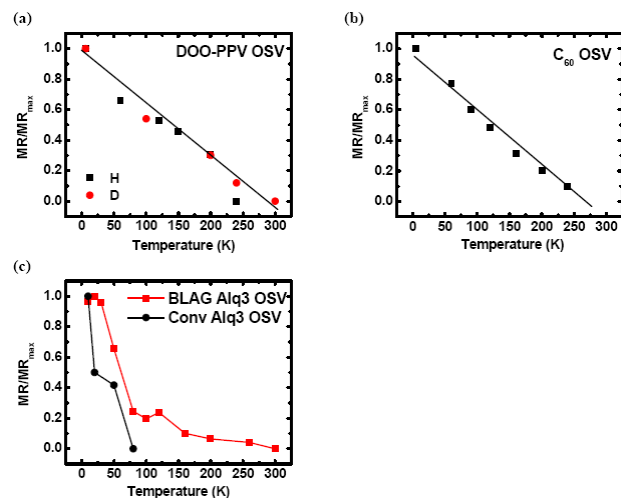 (a)
DOO-PPV OSV
MR/MRmax
1.0
0.8
0.6
0.4
0.2
0.0
H
D
0 50 100 150 200 250 300
Temperature (K)
(b)
C60 OSV
MR/MRmax
1.0
0.8
0.6
0.4
0.2
0.0
0 50 100 150 200 250 300
Temperature (K)
(c)
BLAG Alq3 OSV
Conv Alq3 OSV
MR/MRmax
1.0
0.8
0.6
0.4
0.2
0.0
0 50 100 150 200 250 300
Temperature (K)